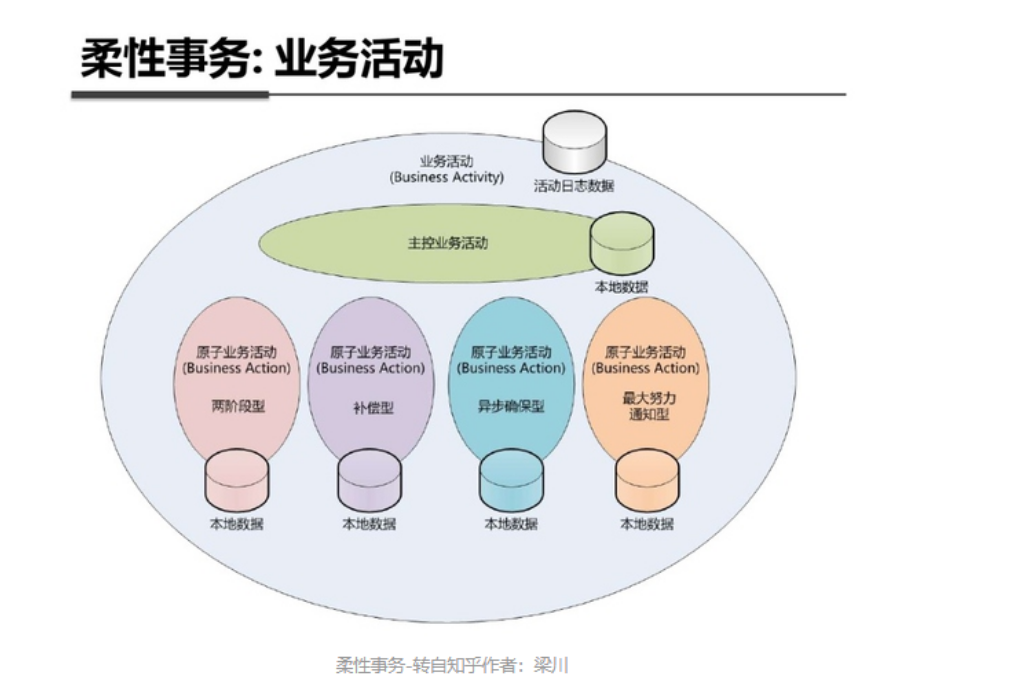 柔性事务: 业务活动
业务活动
(Business Activity)
活动日志数据
主控业务活动
本地数据
原子业务活动
(Business Action)
两阶段型
原子业务活动
(Business Action)
补偿型
原子业务活动
(Business Action)
异步确保型
原子业务活动
(Business Action)
最大努力
通知型
本地数据
本地数据
本地数据
本地数据
柔性事务-转自知乎作者：梁川